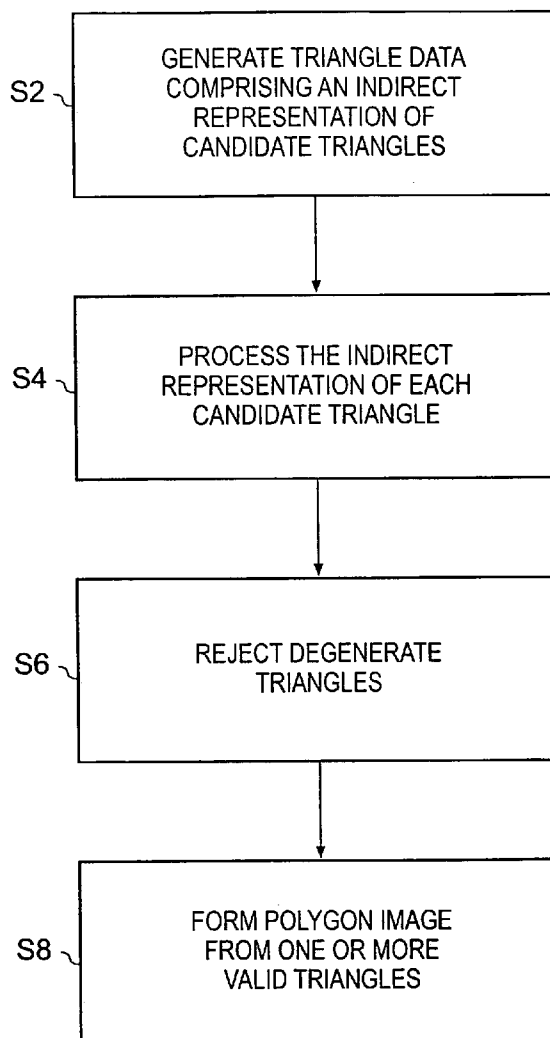 S2
GENERATE TRIANGLE DATA
COMPRISING AN INDIRECT
REPRESENTATION OF
CANDIDATE TRIANGLES
S4
PROCESS THE INDIRECT
REPRESENTATION OF EACH
CANDIDATE TRIANGLE
S6
REJECT DEGENERATE
TRIANGLES
S8
FORM POLYGON IMAGE
FROM ONE OR MORE
VALID TRIANGLES